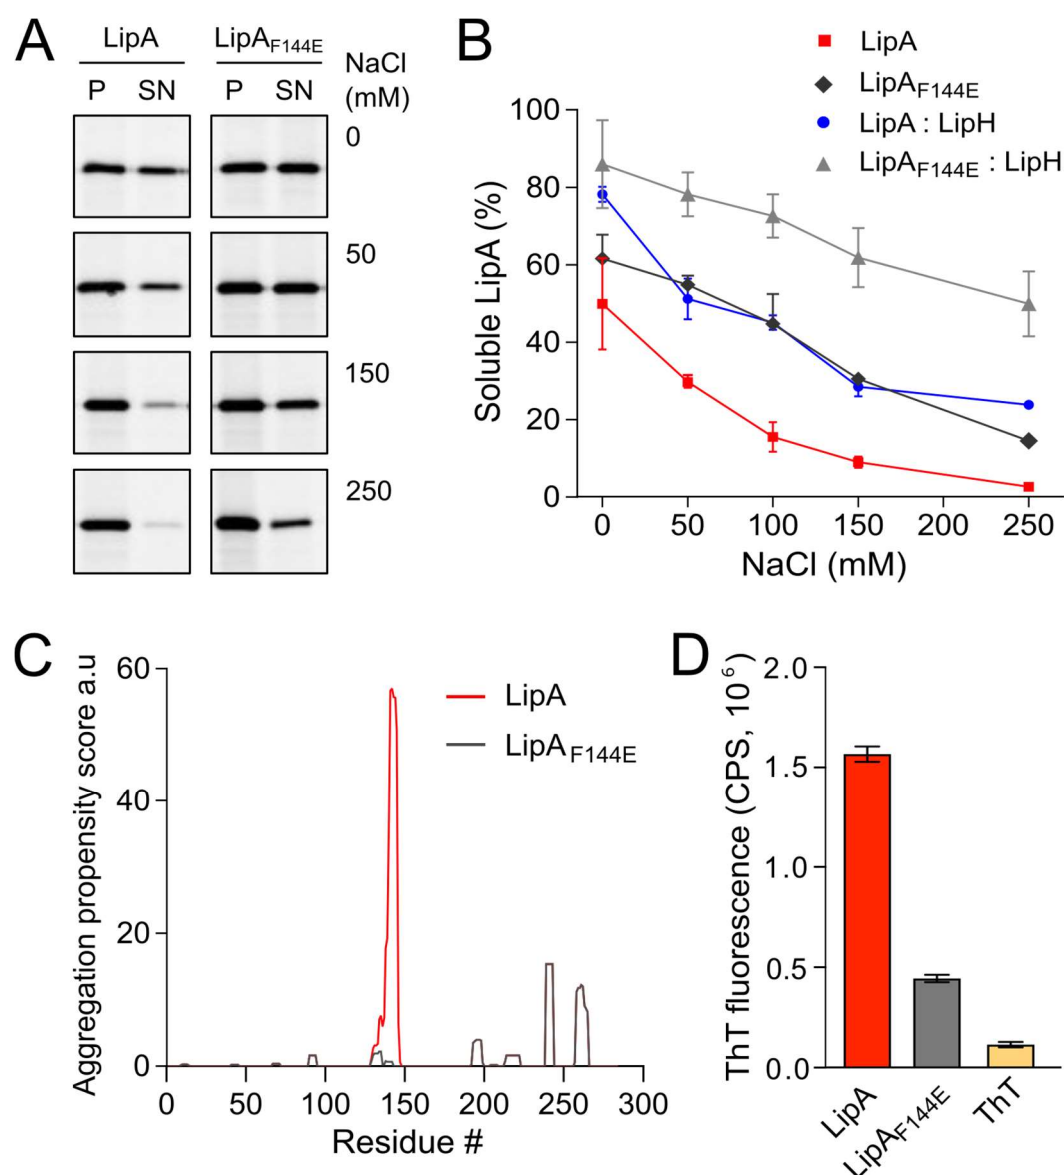 A
LipA LipAF144E
P SN P SN
NaCl
(mM)
0
50
150
250
B
LipA
LipAF144E
LipA : LipH
LipAF144E : LipH
Soluble LipA (%)
100
80
60
40
20
0
0 50 100 150 200 250
NaCl (mM)
C
Aggregation propensity score a.u
60
40
20
0
LipA
LipAF144E
0 50 100 150 200 250 300
Residue #
D
ThT fluorescence (CPS, 10⁶)
2.0
1.5
1.0
0.5
0.0
LipA
LipAF144E
ThT